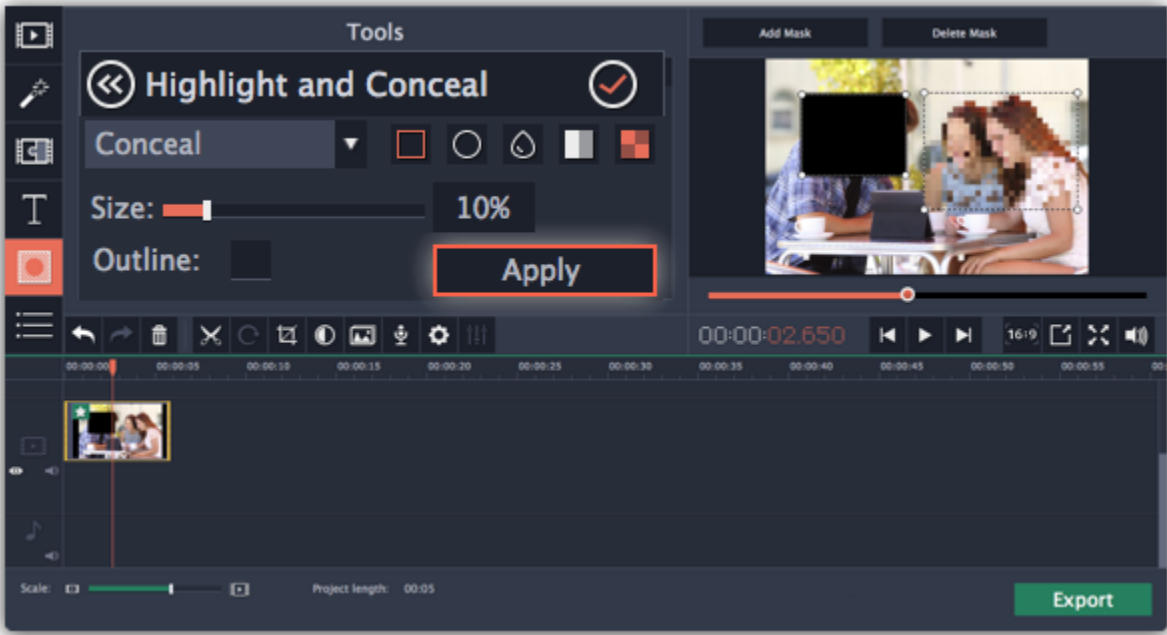 Tools
Add Mask
Delete Mask
Highlight and Conceal
Conceal
Size:
10%
Outline:
Apply
T
00:00:02.650
16:9
00:00:00
00:00:05
00:00:10
00:00:15
00:00:20
00:00:25
00:00:30
00:00:35
00:00:40
00:00:45
00:00:50
00:00:55
00:
Scale:
Project length: 00:05
Export